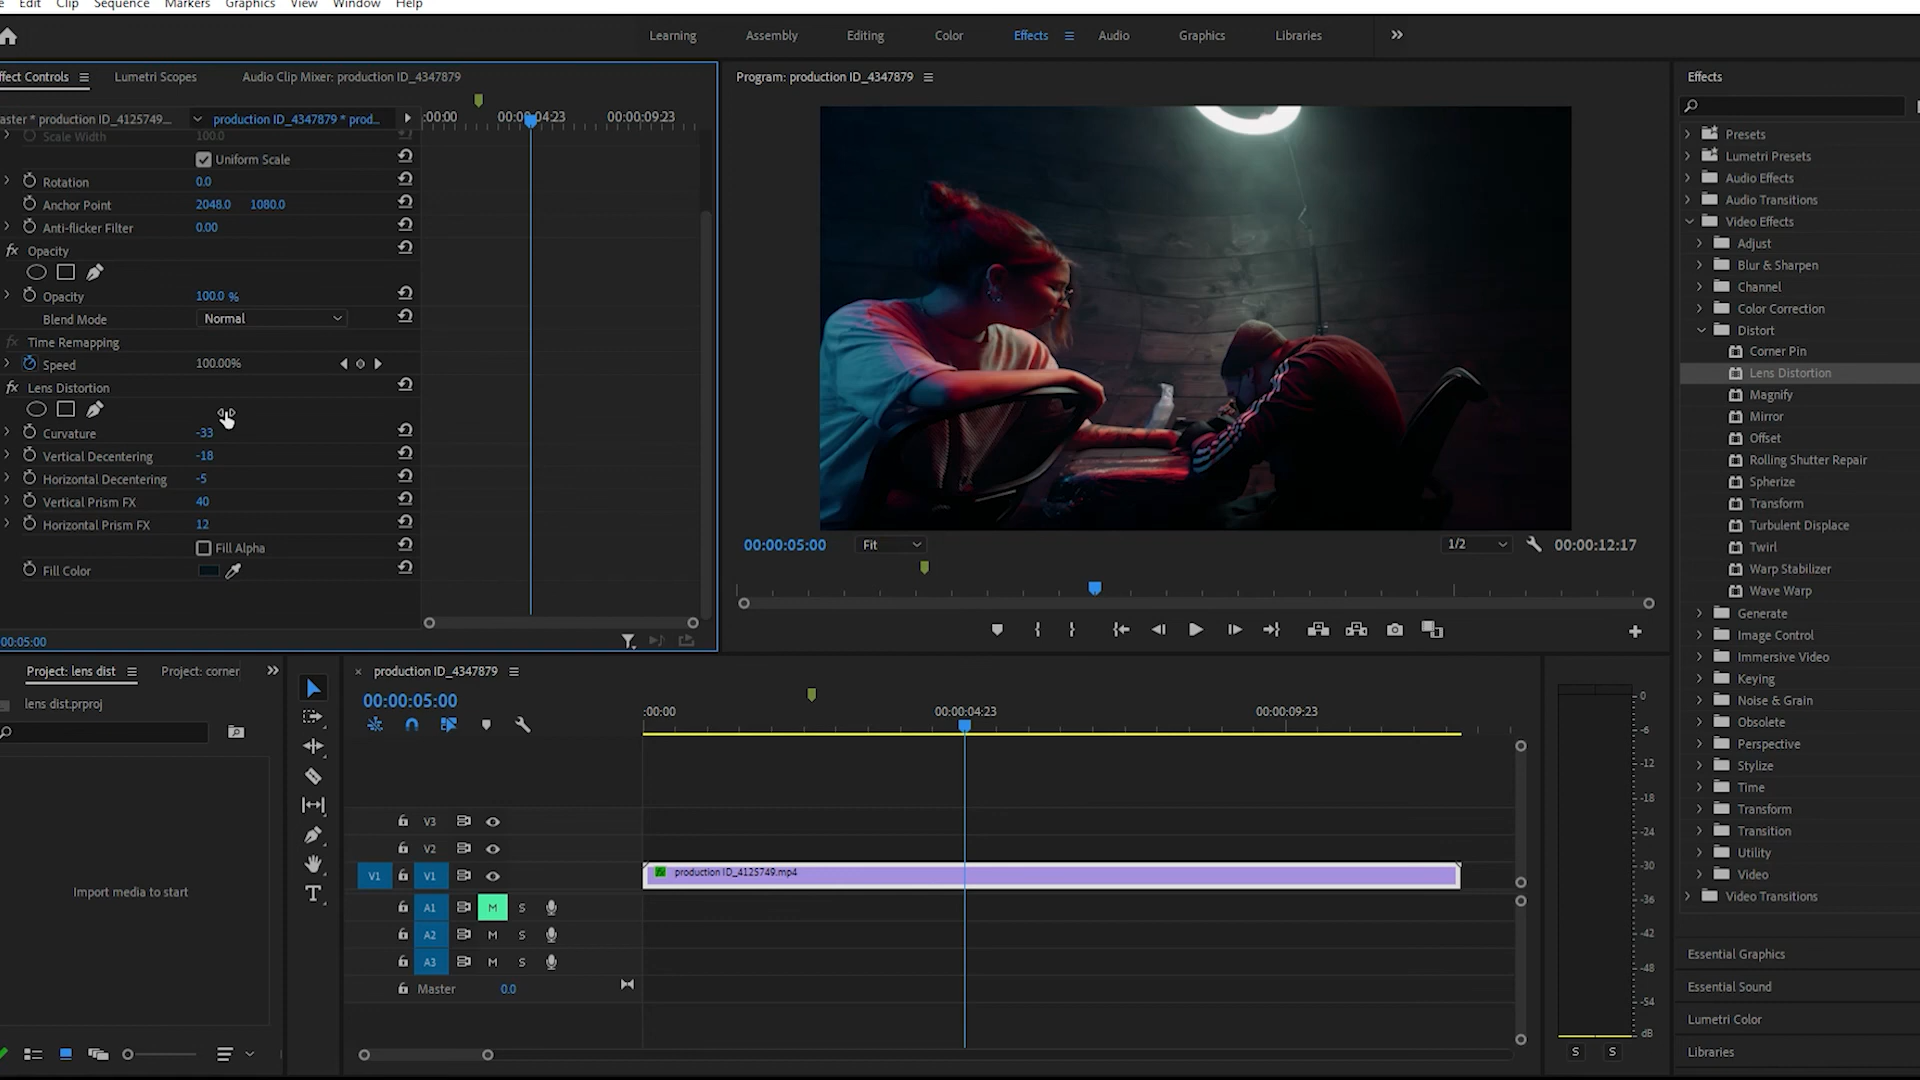 Edit Clip Sequence Markers Graphics View Window Help
Learning Assembly Editing Color Effects Audio Graphics Libraries
ffect Controls Lumetri Scopes Audio Clip Mixer: production ID_4347879
aster * production ID_4125749... production ID_4347879 * prod...
:00:00 00:00:04:23 00:00:09:23
Scale Width 100.0
Uniform Scale
Rotation 0.0
Anchor Point 2048.0 1080.0
Anti-flicker Filter 0.00
fx Opacity
Opacity 100.0 %
Blend Mode Normal
fx Time Remapping
Speed 100.00%
fx Lens Distortion
Curvature -33
Vertical Decentering -18
Horizontal Decentering -5
Vertical Prism FX 40
Horizontal Prism FX 12
Fill Alpha
Fill Color
00:05:00
Program: production ID_4347879
00:00:05:00 Fit 1/2 00:00:12:17
Effects
Presets
Lumetri Presets
Audio Effects
Audio Transitions
Video Effects
Adjust
Blur & Sharpen
Channel
Color Correction
Distort
Corner Pin
Lens Distortion
Magnify
Mirror
Offset
Rolling Shutter Repair
Spherize
Transform
Turbulent Displace
Twirl
Warp Stabilizer
Wave Warp
Generate
Image Control
Immersive Video
Keying
Noise & Grain
Obsolete
Perspective
Stylize
Time
Transform
Transition
Utility
Video
Video Transitions
Essential Graphics
Essential Sound
Lumetri Color
Libraries
Project: lens dist Project: corner
lens dist.prproj
Import media to start
× production ID_4347879
00:00:05:00
:00:00 00:00:04:23 00:00:09:23
V3
V2
V1 V1
production ID_4125749.mp4
A1 M S
A2 M S
A3 M S
Master 0.0
0
-6
-12
-18
-24
-30
-36
-42
-48
-54
dB
S S